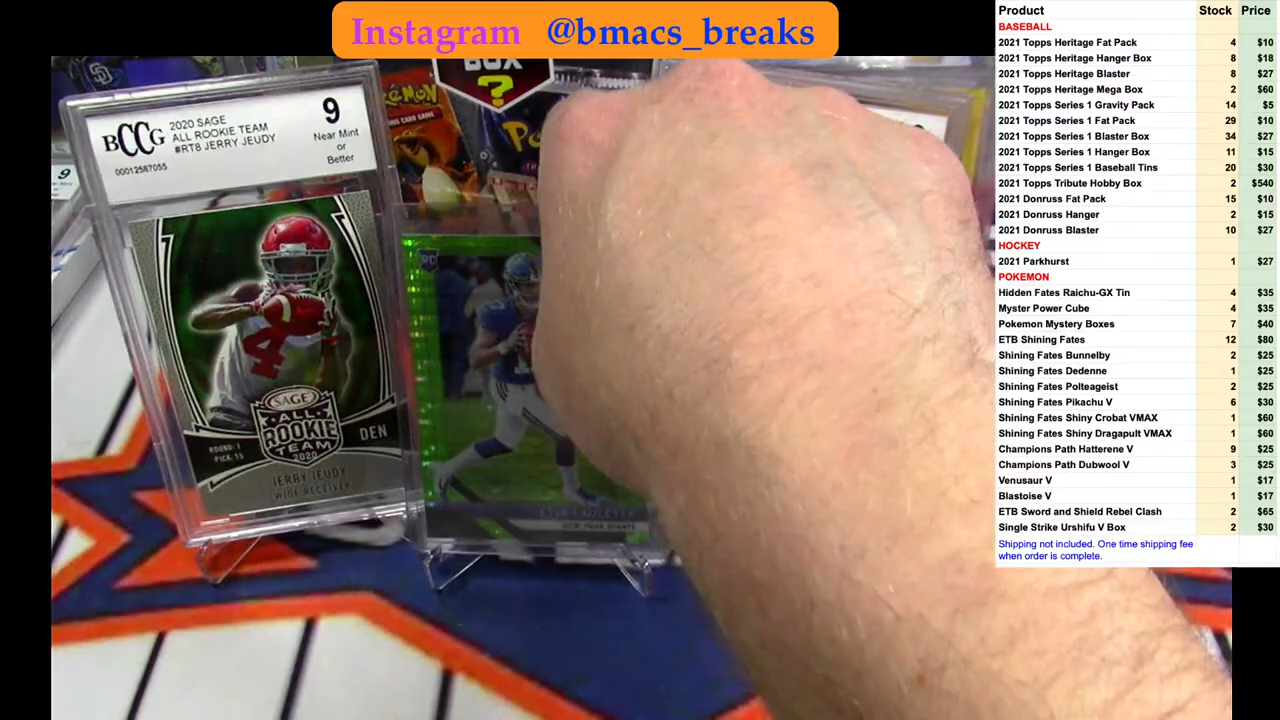 Instagram @bmacs_breaks
BOX
?
BCCG
2020 SAGE
ALL ROOKIE TEAM
#RT8 JERRY JEUDY
00012587055
9
Near Mint
or
Better
9
RC
4
SAGE
ALL
ROOKIE
TEAM
2020
ROUND: 1
PICK: 15
DEN
JERRY JEUDY
WIDE RECEIVER
NEW YORK GIANTS
Product Stock Price
BASEBALL
2021 Topps Heritage Fat Pack 4 $10
2021 Topps Heritage Hanger Box 8 $18
2021 Topps Heritage Blaster 8 $27
2021 Topps Heritage Mega Box 2 $60
2021 Topps Series 1 Gravity Pack 14 $5
2021 Topps Series 1 Fat Pack 29 $10
2021 Topps Series 1 Blaster Box 34 $27
2021 Topps Series 1 Hanger Box 11 $15
2021 Topps Series 1 Baseball Tins 20 $30
2021 Topps Tribute Hobby Box 2 $540
2021 Donruss Fat Pack 15 $10
2021 Donruss Hanger 2 $15
2021 Donruss Blaster 10 $27
HOCKEY
2021 Parkhurst 1 $27
POKEMON
Hidden Fates Raichu-GX Tin 4 $35
Myster Power Cube 4 $35
Pokemon Mystery Boxes 7 $40
ETB Shining Fates 12 $80
Shining Fates Bunnelby 2 $25
Shining Fates Dedenne 1 $25
Shining Fates Polteageist 2 $25
Shining Fates Pikachu V 6 $30
Shining Fates Shiny Crobat VMAX 1 $60
Shining Fates Shiny Dragapult VMAX 1 $60
Champions Path Hatterene V 9 $25
Champions Path Dubwool V 3 $25
Venusaur V 1 $17
Blastoise V 1 $17
ETB Sword and Shield Rebel Clash 2 $65
Single Strike Urshifu V Box 2 $30
Shipping not included. One time shipping fee
when order is complete.